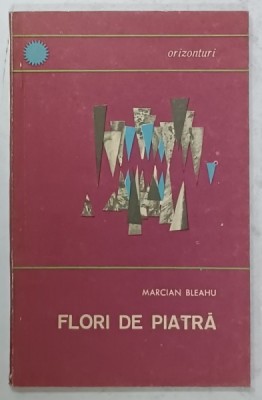 orizonturi
MARCIAN BLEAHU
FLORI DE PIATRĂ